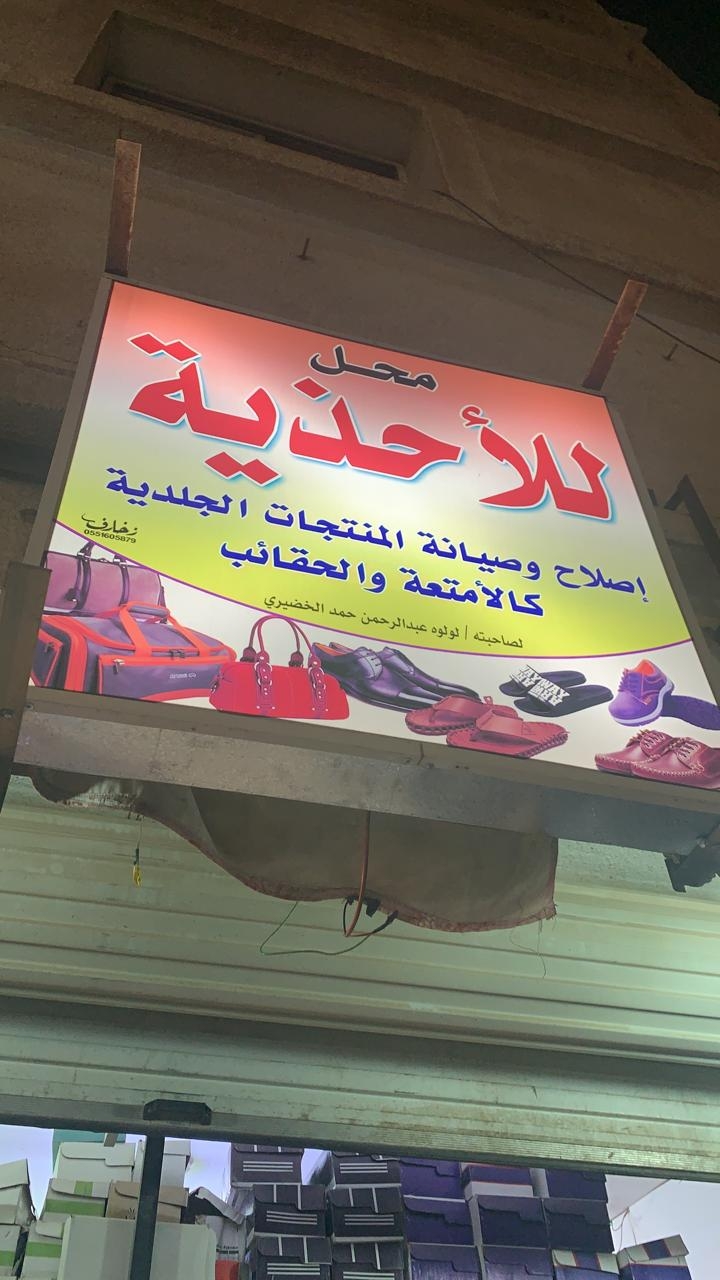 محل
للأحذية
إصلاح وصيانة المنتجات الجلدية
كالأمتعة والحقائب
لصاحبته / لولوه عبدالرحمن حمد الخضيري
زخارف
0551605879